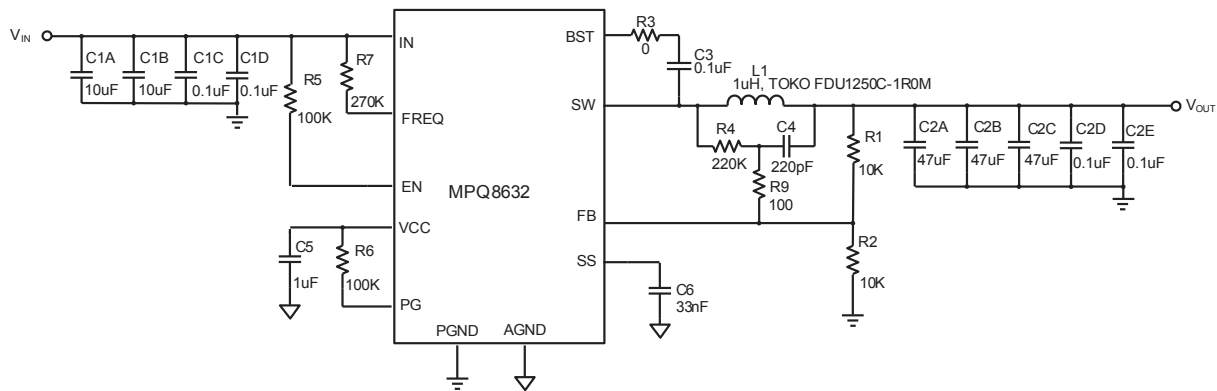 VIN
C1A
10uF
C1B
10uF
C1C
0.1uF
C1D
0.1uF
R5
100K
R7
270K
IN
FREQ
EN
VCC
PG
PGND
AGND
MPQ8632
BST
SW
FB
SS
C5
1uF
R6
100K
R3
0
C3
0.1uF
L1
1uH, TOKO FDU1250C-1R0M
R4
220K
C4
220pF
R9
100
R1
10K
R2
10K
C6
33nF
C2A
47uF
C2B
47uF
C2C
47uF
C2D
0.1uF
C2E
0.1uF
VOUT